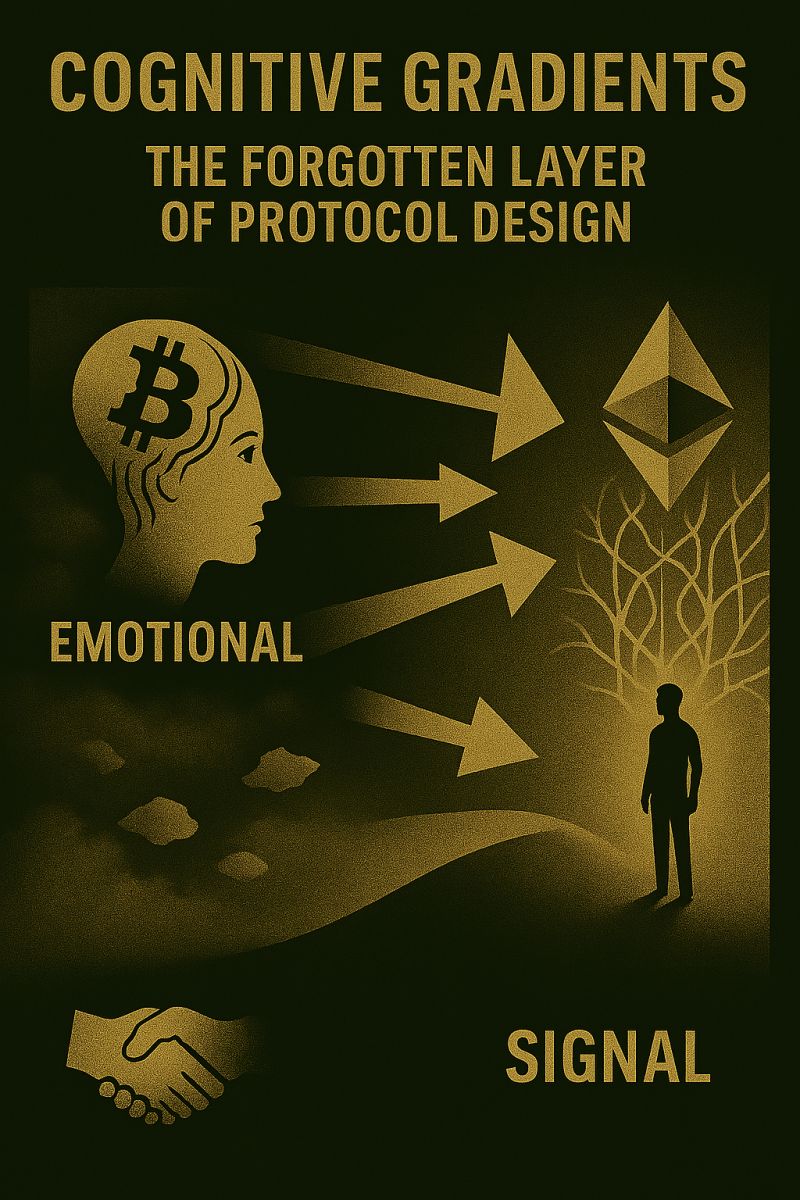 COGNITIVE GRADIENTS
THE FORGOTTEN LAYER
OF PROTOCOL DESIGN
EMOTIONAL
SIGNAL